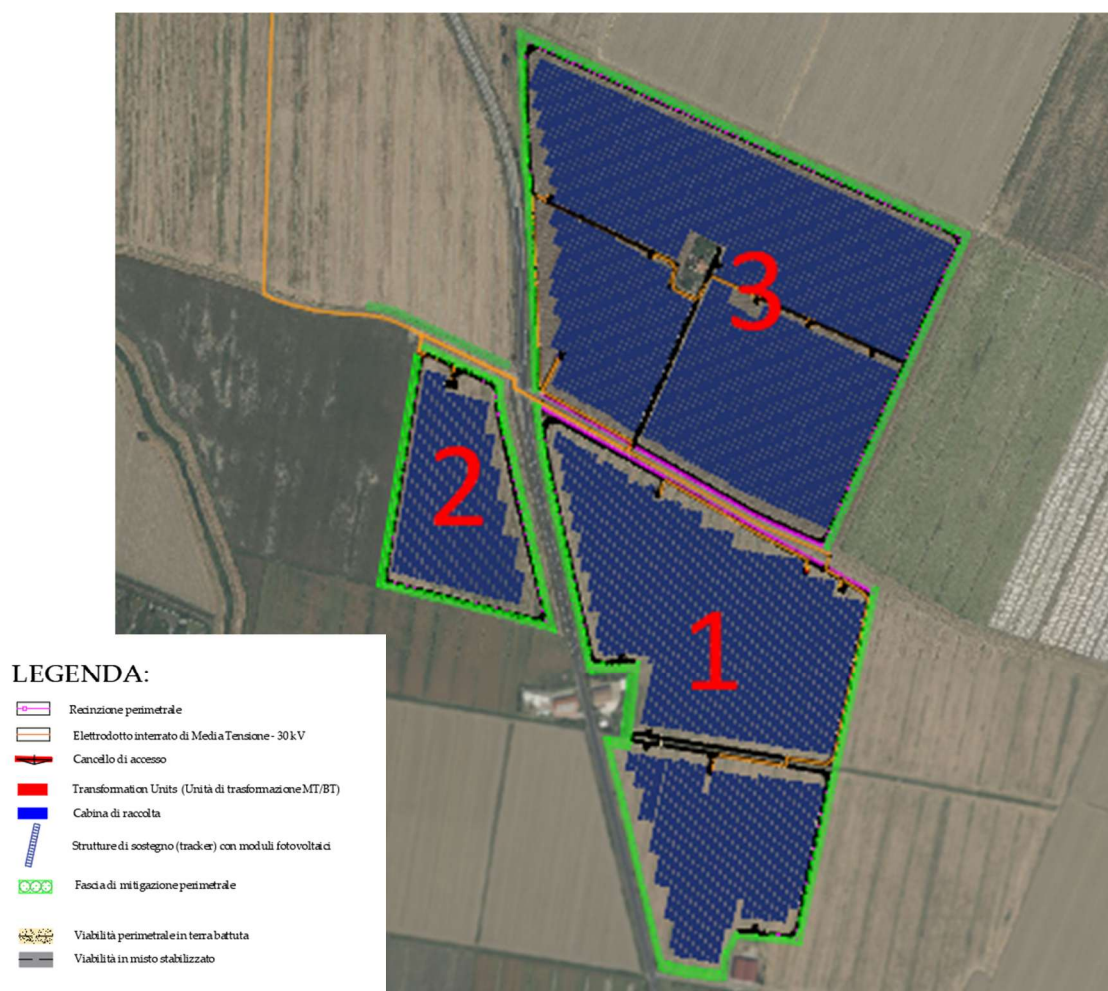 3
2
1
LEGENDA:
Recinzione perimetrale
Elettrodotto interrato di Media Tensione - 30 kV
Cancello di accesso
Transformation Units (Unità di trasformazione MT/BT)
Cabina di raccolta
Strutture di sostegno (tracker) con moduli fotovoltaici
Fascia di mitigazione perimetrale
Viabilità perimetrale in terra battuta
Viabilità in misto stabilizzato